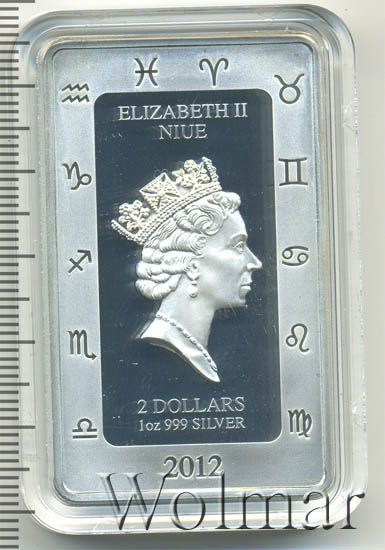 ELIZABETH II
NIUE
2 DOLLARS
1oz 999 SILVER
2012
Wolmar